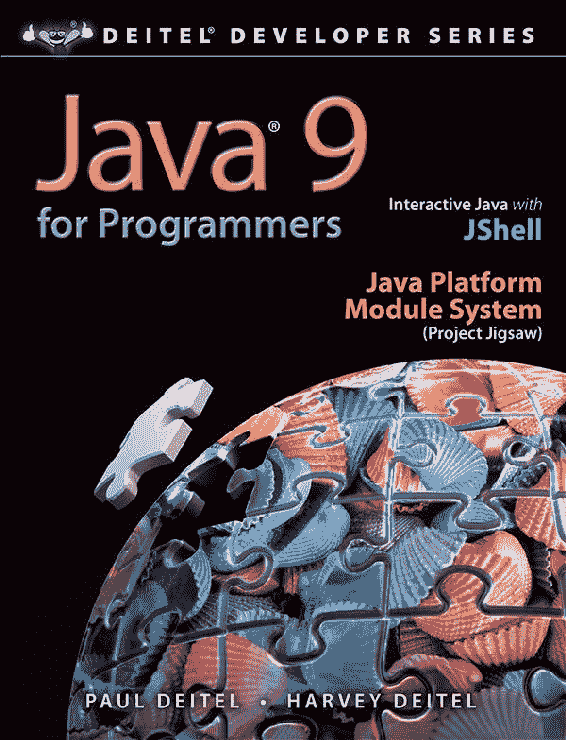 DEITEL® DEVELOPER SERIES
Java® 9
for Programmers
Interactive Java with
JShell
Java Platform
Module System
(Project Jigsaw)
PAUL DEITEL • HARVEY DEITEL